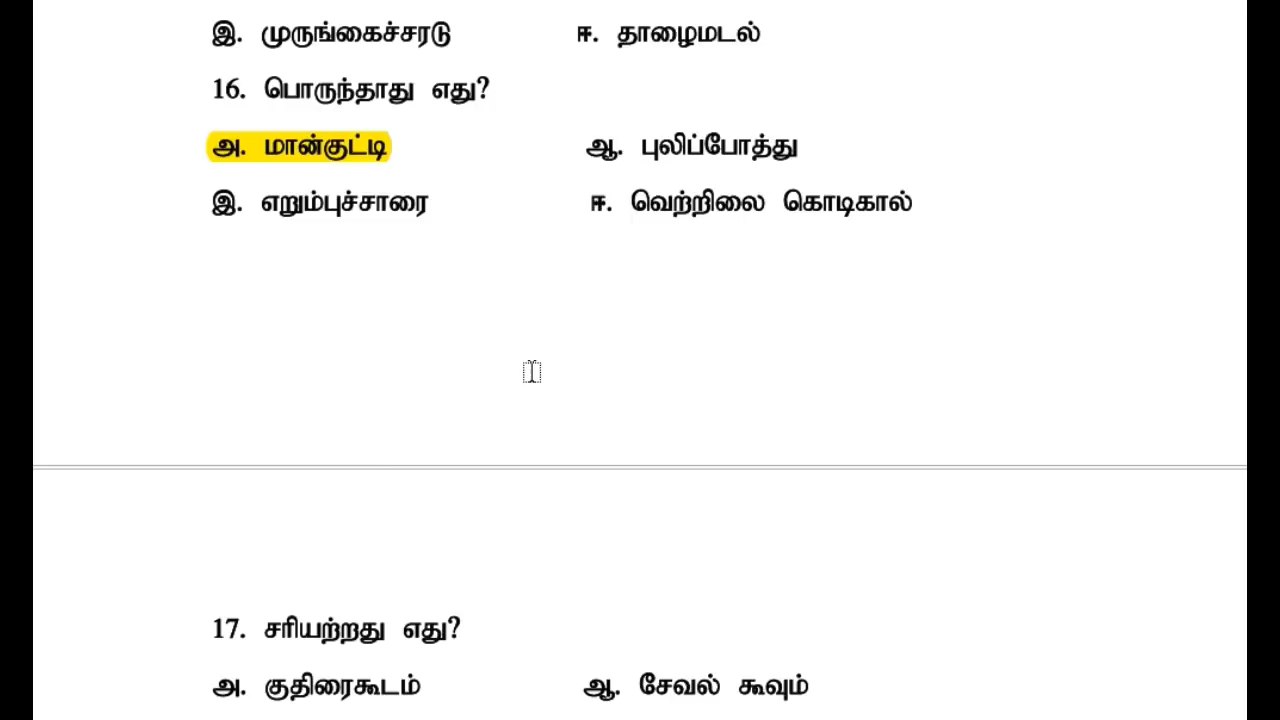 இ. முருங்கைச்சரடு ஈ. தாழைமடல்
16. பொருந்தாது எது?
அ. மான்குட்டி ஆ. புலிப்போத்து
இ. எறும்புச்சாரை ஈ. வெற்றிலை கொடிகால்
17. சரியற்றது எது?
அ. குதிரைகூடம் ஆ. சேவல் கூவும்